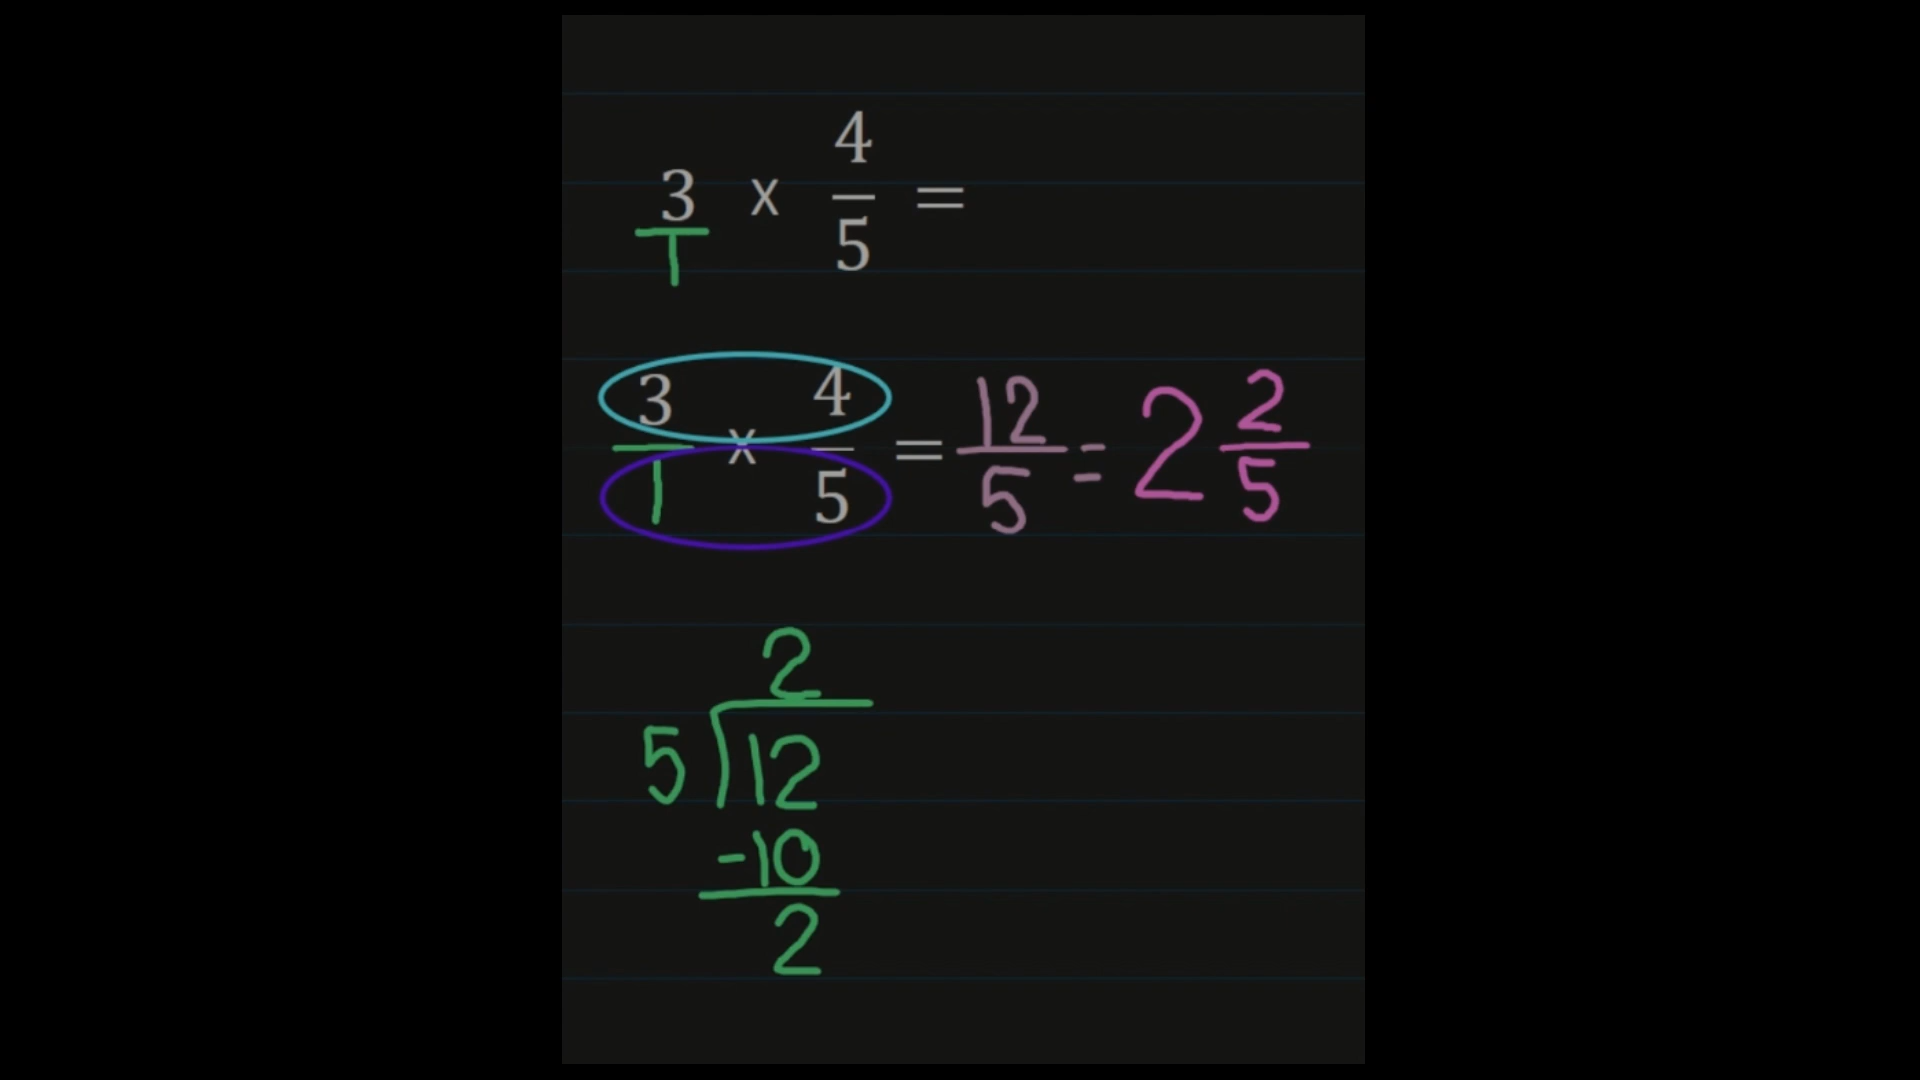 3/1 x 4/5 =
3/1 x 4/5 = 12/5 = 2 2/5
2
5 12
-10
2